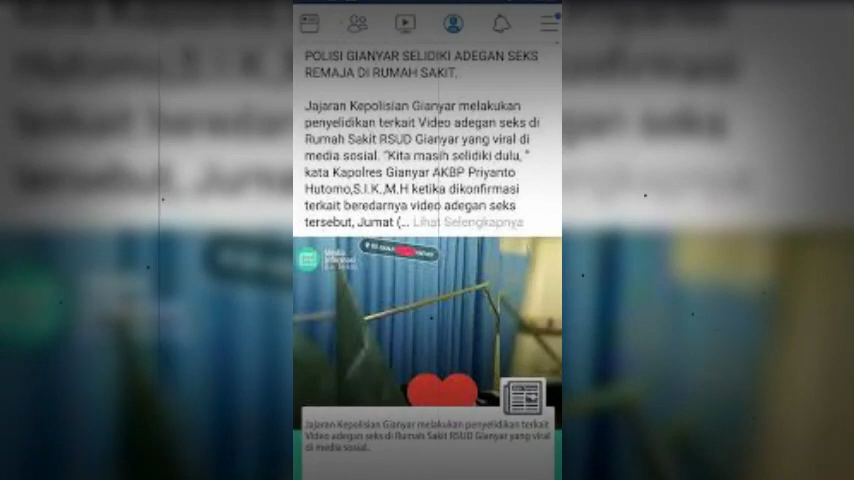 POLISI GIANYAR SELIDIKI ADEGAN SEKS
REMAJA DI RUMAH SAKIT.
Jajaran Kepolisian Gianyar melakukan
penyelidikan terkait Video adegan seks di
Rumah Sakit RSUD Gianyar yang viral di
media sosial. "Kita masih selidiki dulu, "
kata Kapolres Gianyar AKBP Priyanto
Hutomo,S.I.K.,M.H ketika dikonfirmasi
terkait beredarnya video adegan seks
tersebut, Jumat (... Lihat Selengkapnya
Media
Informasi
Jajaran Kepolisian Gianyar melakukan penyelidikan terkait
Video adegan seks di Rumah Sakit RSUD Gianyar yang viral
di media sosial.